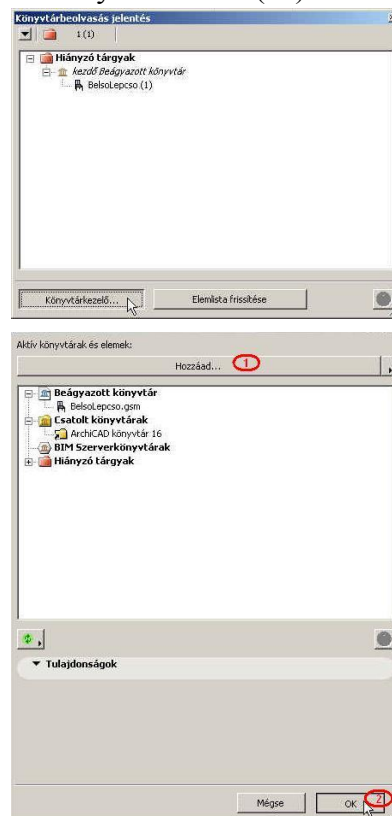 Könyvtárbeolvasás jelentés
1 (1)
Hiányzó tárgyak
kezdő Beágyazott könyvtár
BelsoLepcso (1)
Könyvtárkezelő...
Elemlista frissítése
Aktív könyvtárak és elemek:
Hozzáad... 1
Beágyazott könyvtár
BelsoLepcso.gsm
Csatolt könyvtárak
ArchiCAD könyvtár 16
BIM Szerverkönyvtárak
Hiányzó tárgyak
Tulajdonságok
Mégse
OK 2